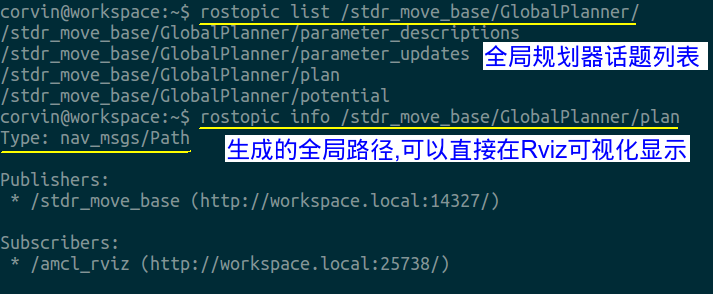 corvin@workspace:~$ rostopic list /stdr_move_base/GlobalPlanner/
/stdr_move_base/GlobalPlanner/parameter_descriptions
/stdr_move_base/GlobalPlanner/parameter_updates
全局规划器话题列表
/stdr_move_base/GlobalPlanner/plan
/stdr_move_base/GlobalPlanner/potential
corvin@workspace:~$ rostopic info /stdr_move_base/GlobalPlanner/plan
Type: nav_msgs/Path
生成的全局路径,可以直接在Rviz可视化显示
Publishers:
 * /stdr_move_base (http://workspace.local:14327/)
Subscribers:
 * /amcl_rviz (http://workspace.local:25738/)